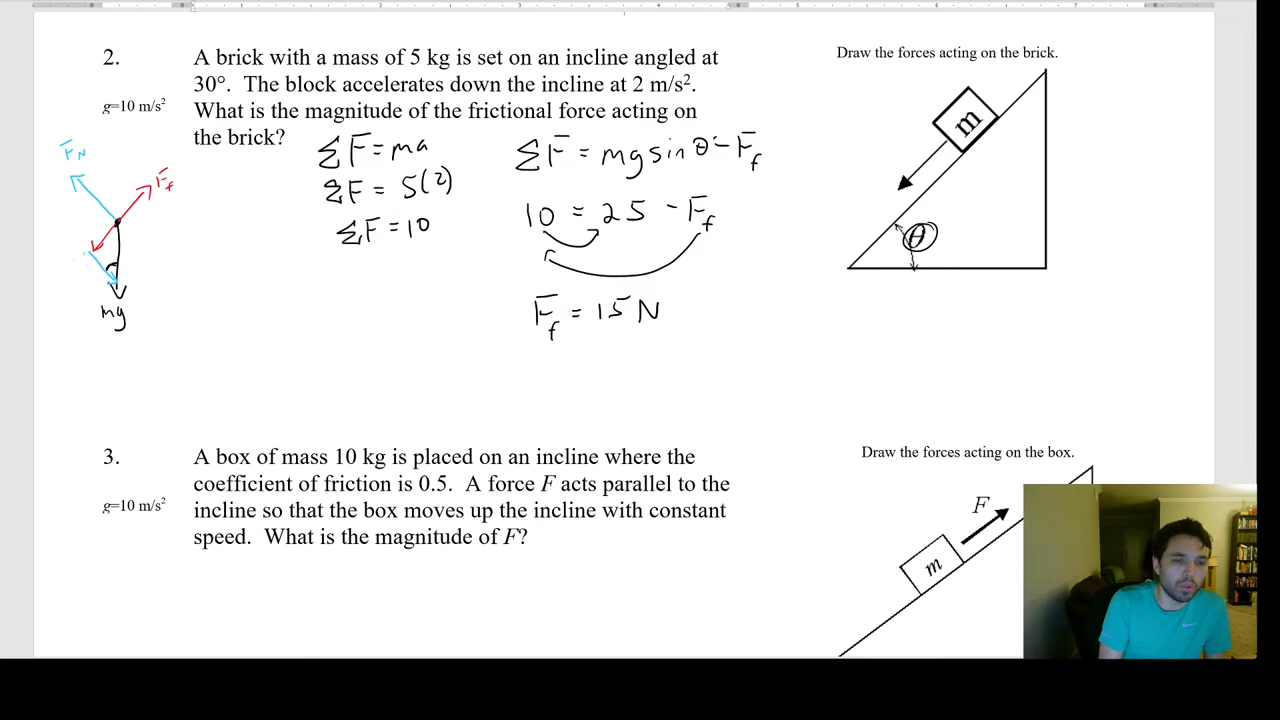 2.
A brick with a mass of 5 kg is set on an incline angled at
30°. The block accelerates down the incline at 2 m/s².
g=10 m/s²
What is the magnitude of the frictional force acting on
the brick?
Draw the forces acting on the brick.
m
θ
F_N
F_f
mg
ΣF = ma
ΣF = 5(2)
ΣF = 10
ΣF = mg sin θ - F_f
10 = 25 - F_f
F_f = 15 N
3.
A box of mass 10 kg is placed on an incline where the
coefficient of friction is 0.5. A force F acts parallel to the
g=10 m/s²
incline so that the box moves up the incline with constant
speed. What is the magnitude of F?
Draw the forces acting on the box.
F
m